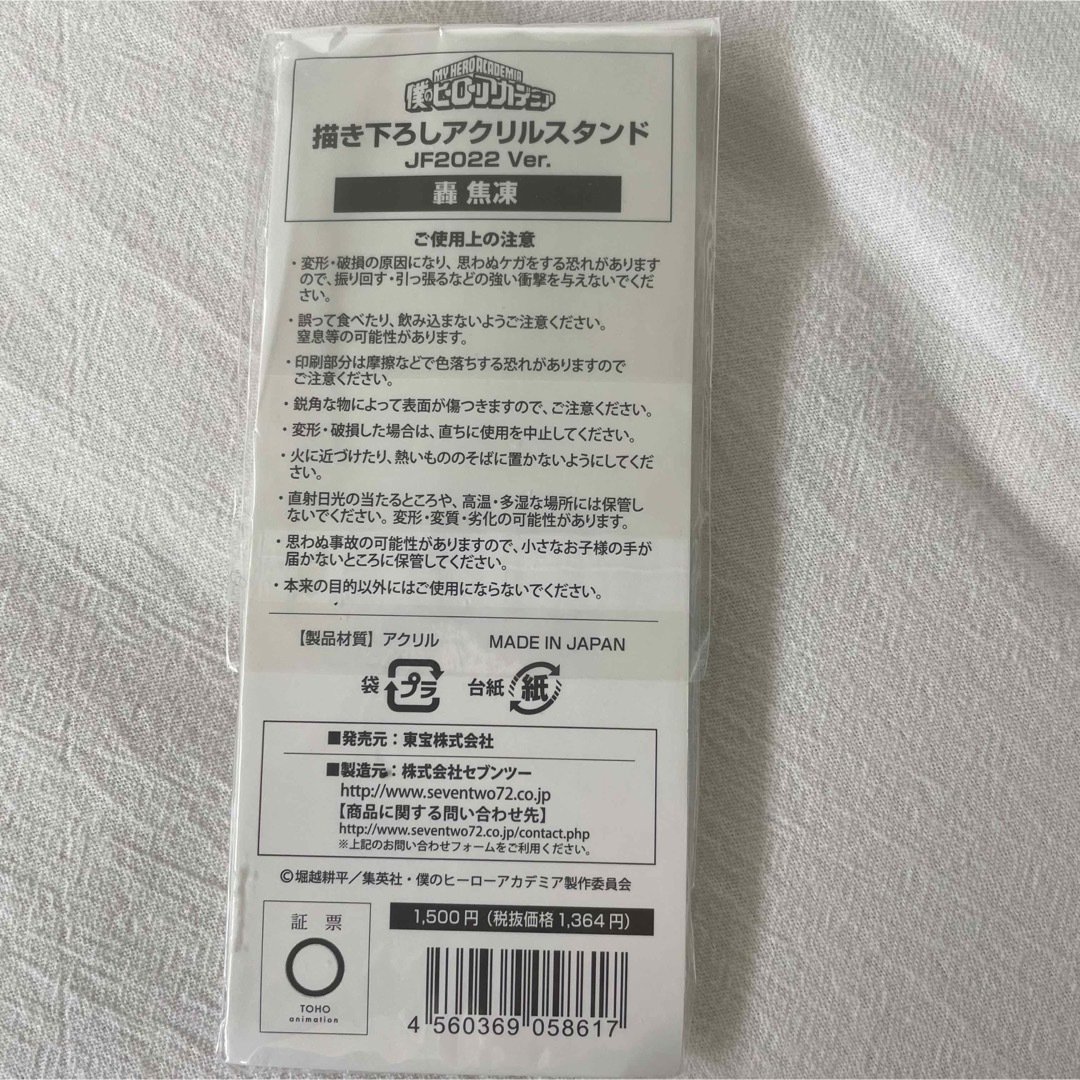 MY HERO ACADEMIA
僕のヒーローアカデミア
描き下ろしアクリルスタンド
JF2022 Ver.
轟 焦凍
ご使用上の注意
・変形・破損の原因になり、思わぬケガをする恐れがあります
ので、振り回す・引っ張るなどの強い衝撃を与えないでくだ
さい。
・誤って食べたり、飲み込まないようご注意ください。
窒息等の可能性があります。
・印刷部分は摩擦などで色落ちする恐れがありますので
ご注意ください。
・鋭角な物によって表面が傷つきますので、ご注意ください。
・変形・破損した場合は、直ちに使用を中止してください。
・火に近づけたり、熱いもののそばに置かないようにしてくだ
さい。
・直射日光の当たるところや、高温・多湿な場所には保管し
ないでください。変形・変質・劣化の可能性があります。
・思わぬ事故の可能性がありますので、小さなお子様の手が
届かないところに保管してください。
・本来の目的以外にはご使用にならないでください。
【製品材質】アクリル MADE IN JAPAN
袋 プラ 台紙 紙
■発売元：東宝株式会社
■製造元：株式会社セブンツー
http://www.seventwo72.co.jp
【商品に関する問い合わせ先】
http://www.seventwo72.co.jp/contact.php
※上記のお問い合わせフォームをご利用ください。
©堀越耕平／集英社・僕のヒーローアカデミア製作委員会
証票
TOHO
animation
1,500円（税抜価格1,364円）
4 560369 058617